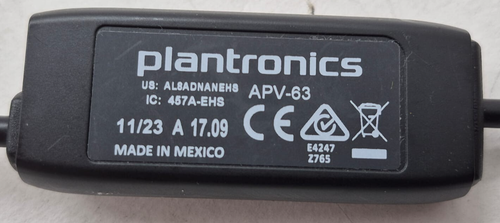 plantronics
US: AL8ADNANEHS
IC: 457A-EHS
APV-63
11/23 A 17.09
MADE IN MEXICO
CE
E4247
Z765